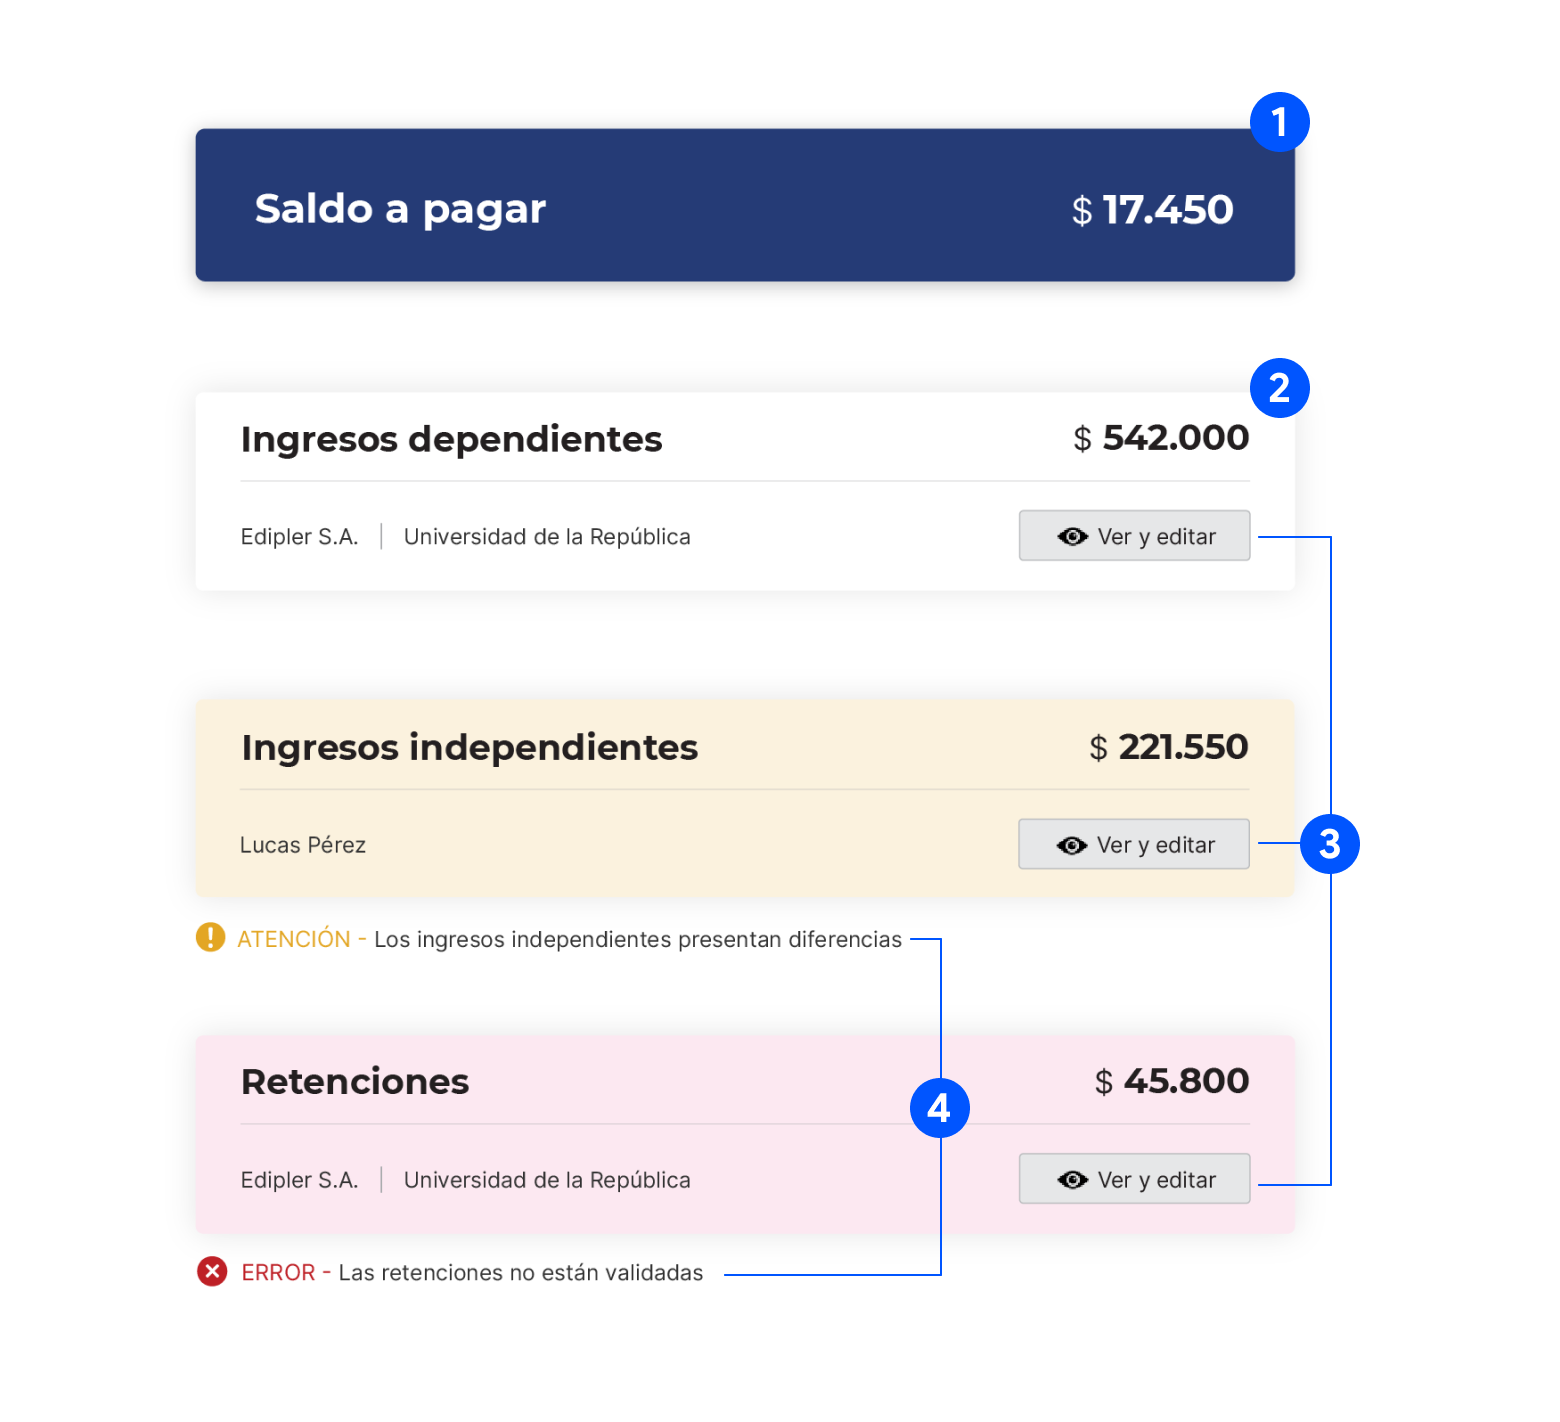 1
Saldo a pagar $ 17.450
2
Ingresos dependientes $ 542.000
Edipler S.A. | Universidad de la República Ver y editar
Ingresos independientes $ 221.550
Lucas Pérez Ver y editar
3
ATENCIÓN - Los ingresos independientes presentan diferencias
Retenciones $ 45.800
4
Edipler S.A. | Universidad de la República Ver y editar
ERROR - Las retenciones no están validadas